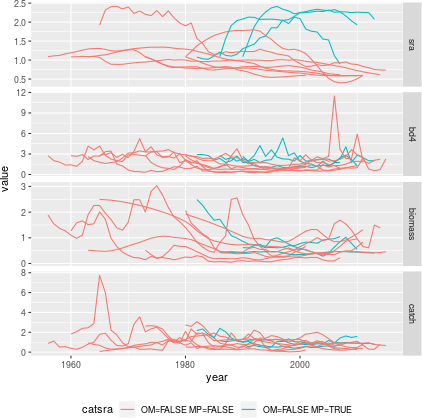 2.5
2.0
1.5
1.0
0.5
sra
12
9
6
3
0
bd4
value
3
2
1
0
biomass
8
6
4
2
0
catch
1960 1980 2000
year
catsra OM=FALSE MP=FALSE OM=FALSE MP=TRUE